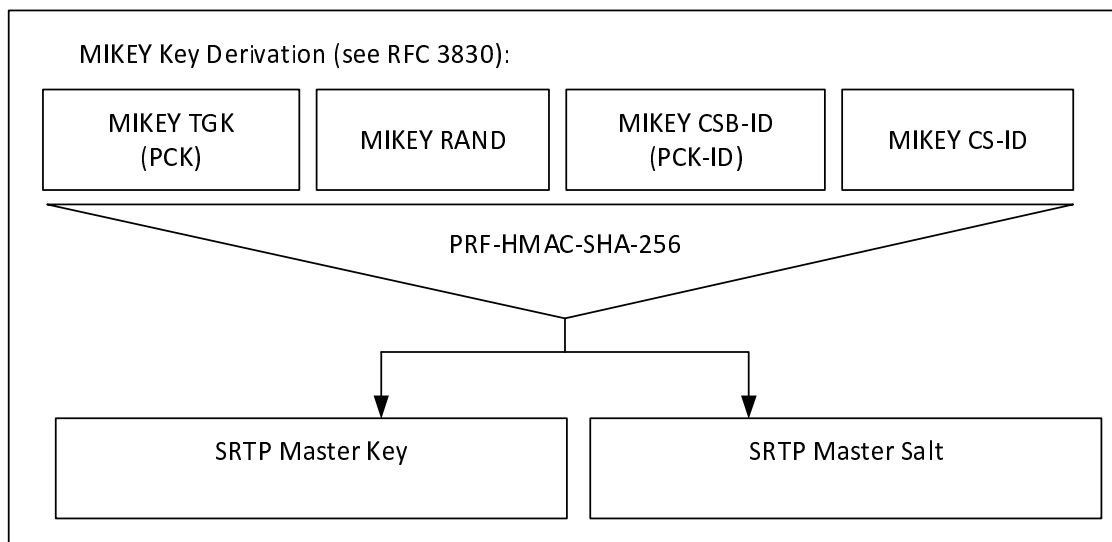 MIKEY Key Derivation (see RFC 3830):
MIKEY TGK
(PCK)
MIKEY RAND
MIKEY CSB-ID
(PCK-ID)
MIKEY CS-ID
PRF-HMAC-SHA-256
SRTP Master Key
SRTP Master Salt